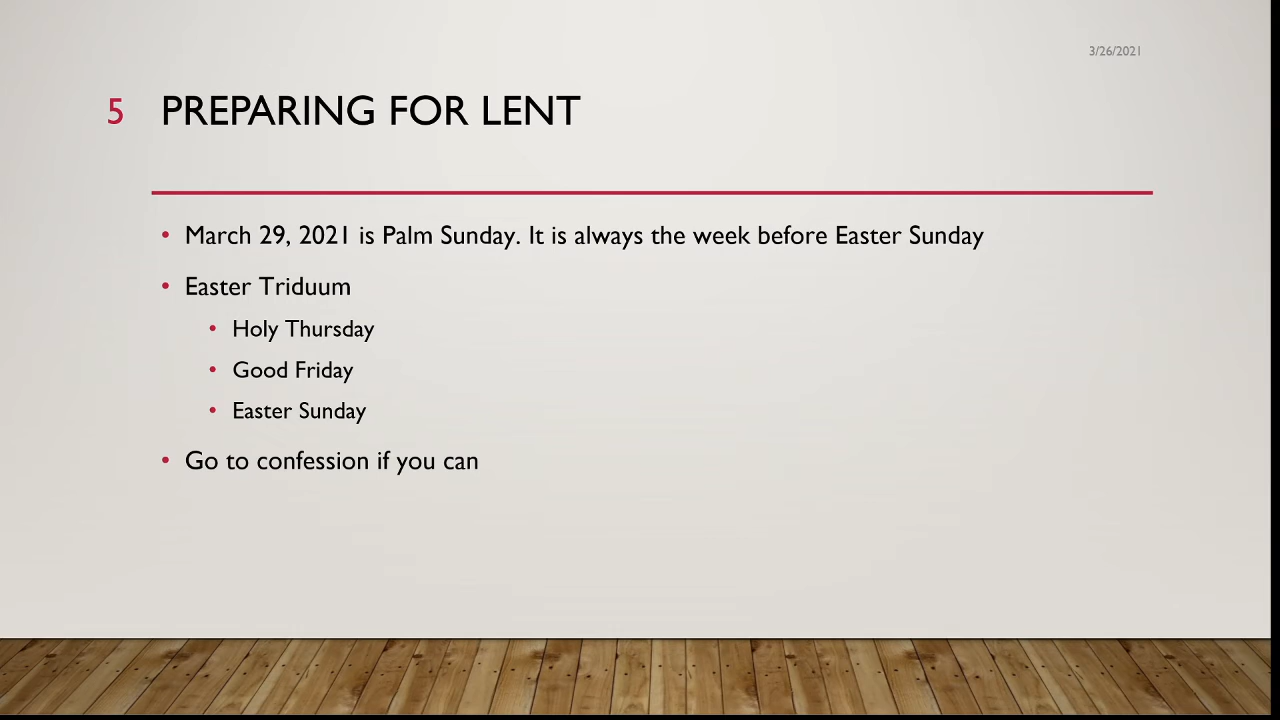 3/26/2021
5 PREPARING FOR LENT
• March 29, 2021 is Palm Sunday. It is always the week before Easter Sunday
• Easter Triduum
• Holy Thursday
• Good Friday
• Easter Sunday
• Go to confession if you can